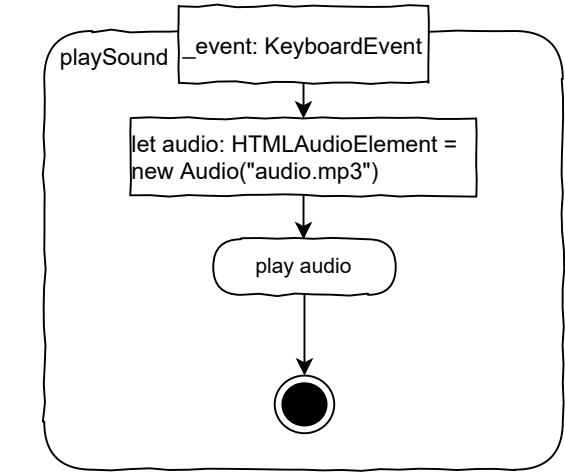 _event: KeyboardEvent
playSound
let audio: HTMLAudioElement =
new Audio("audio.mp3")
play audio